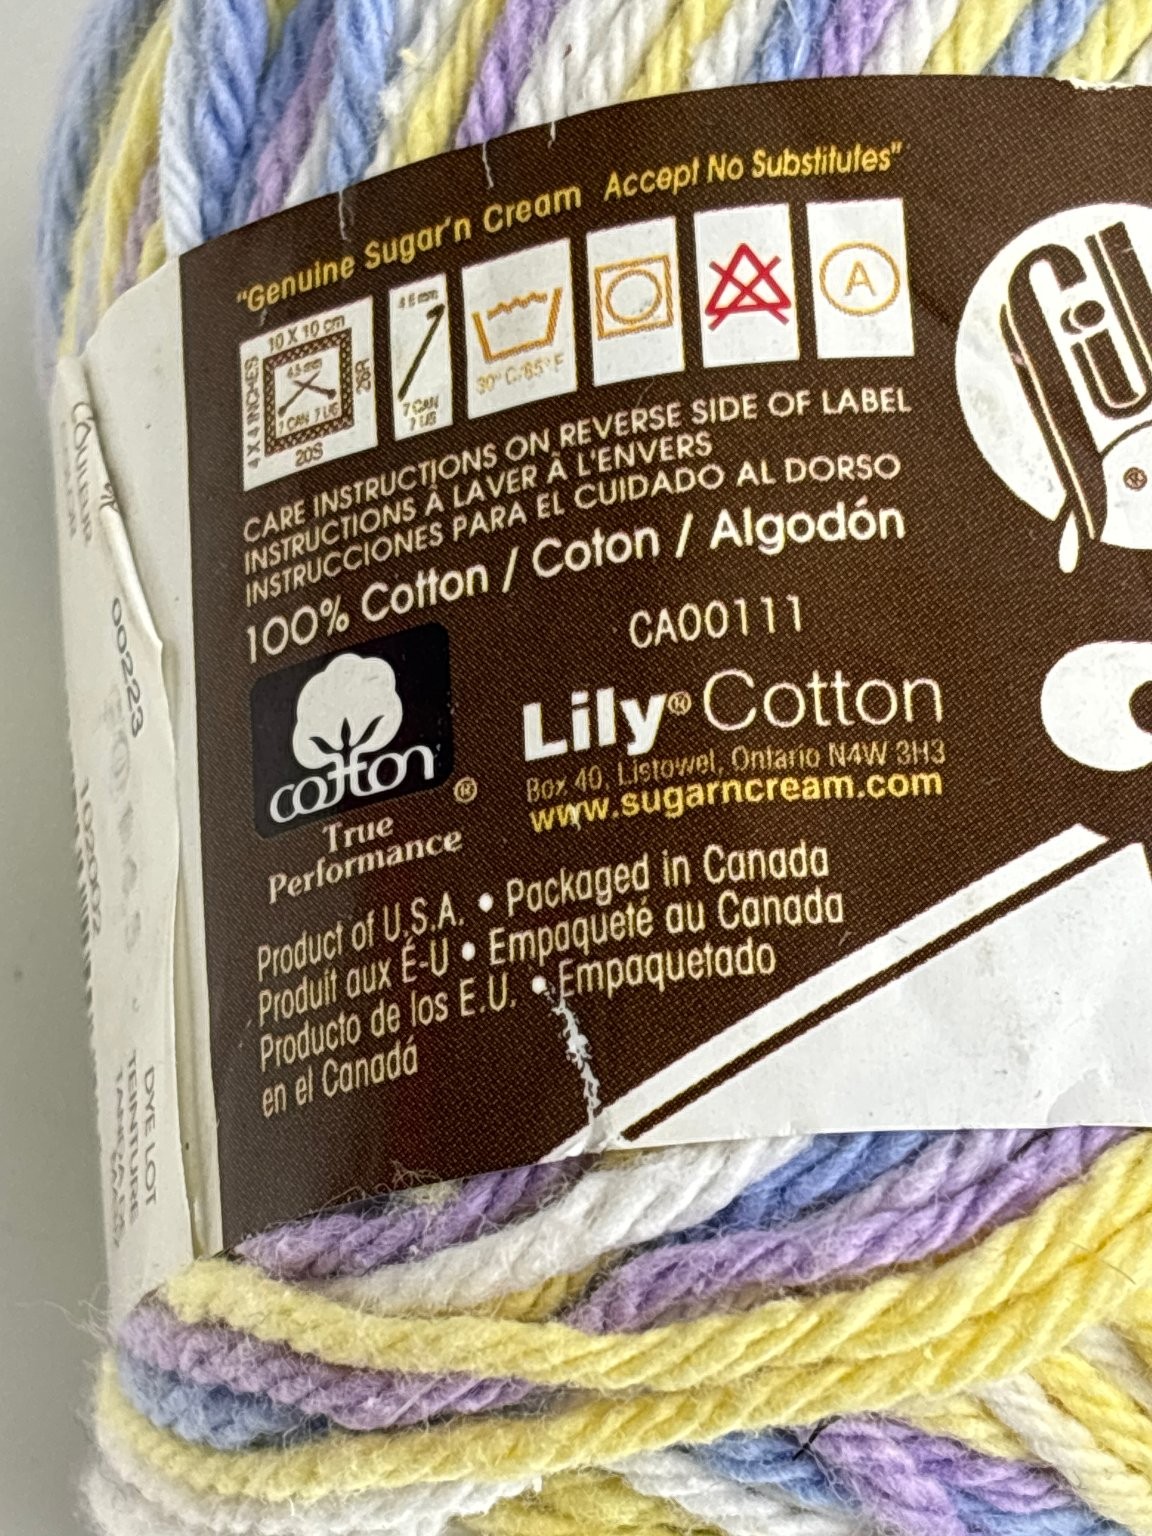 "Genuine Sugar'n Cream Accept No Substitutes"
10 X 10 cm
4 X 4 INCHES
4.5 mm
7 CAN 7 US
26R
20S
4.5 mm
7 CAN
7 US
30° C/85° F
A
Lily
®
CARE INSTRUCTIONS ON REVERSE SIDE OF LABEL
INSTRUCTIONS À LAVER À L'ENVERS
INSTRUCCIONES PARA EL CUIDADO AL DORSO
100% Cotton / Coton / Algodón
CA00111
cotton
®
True
Performance
Lily® Cotton
Box 40, Listowel, Ontario N4W 3H3
www.sugarncream.com
Product of U.S.A. • Packaged in Canada
Produit aux É-U • Empaqueté au Canada
Producto de los E.U. • Empaquetado
en el Canadá
00223
102002
DYE LOT
TEINTURE